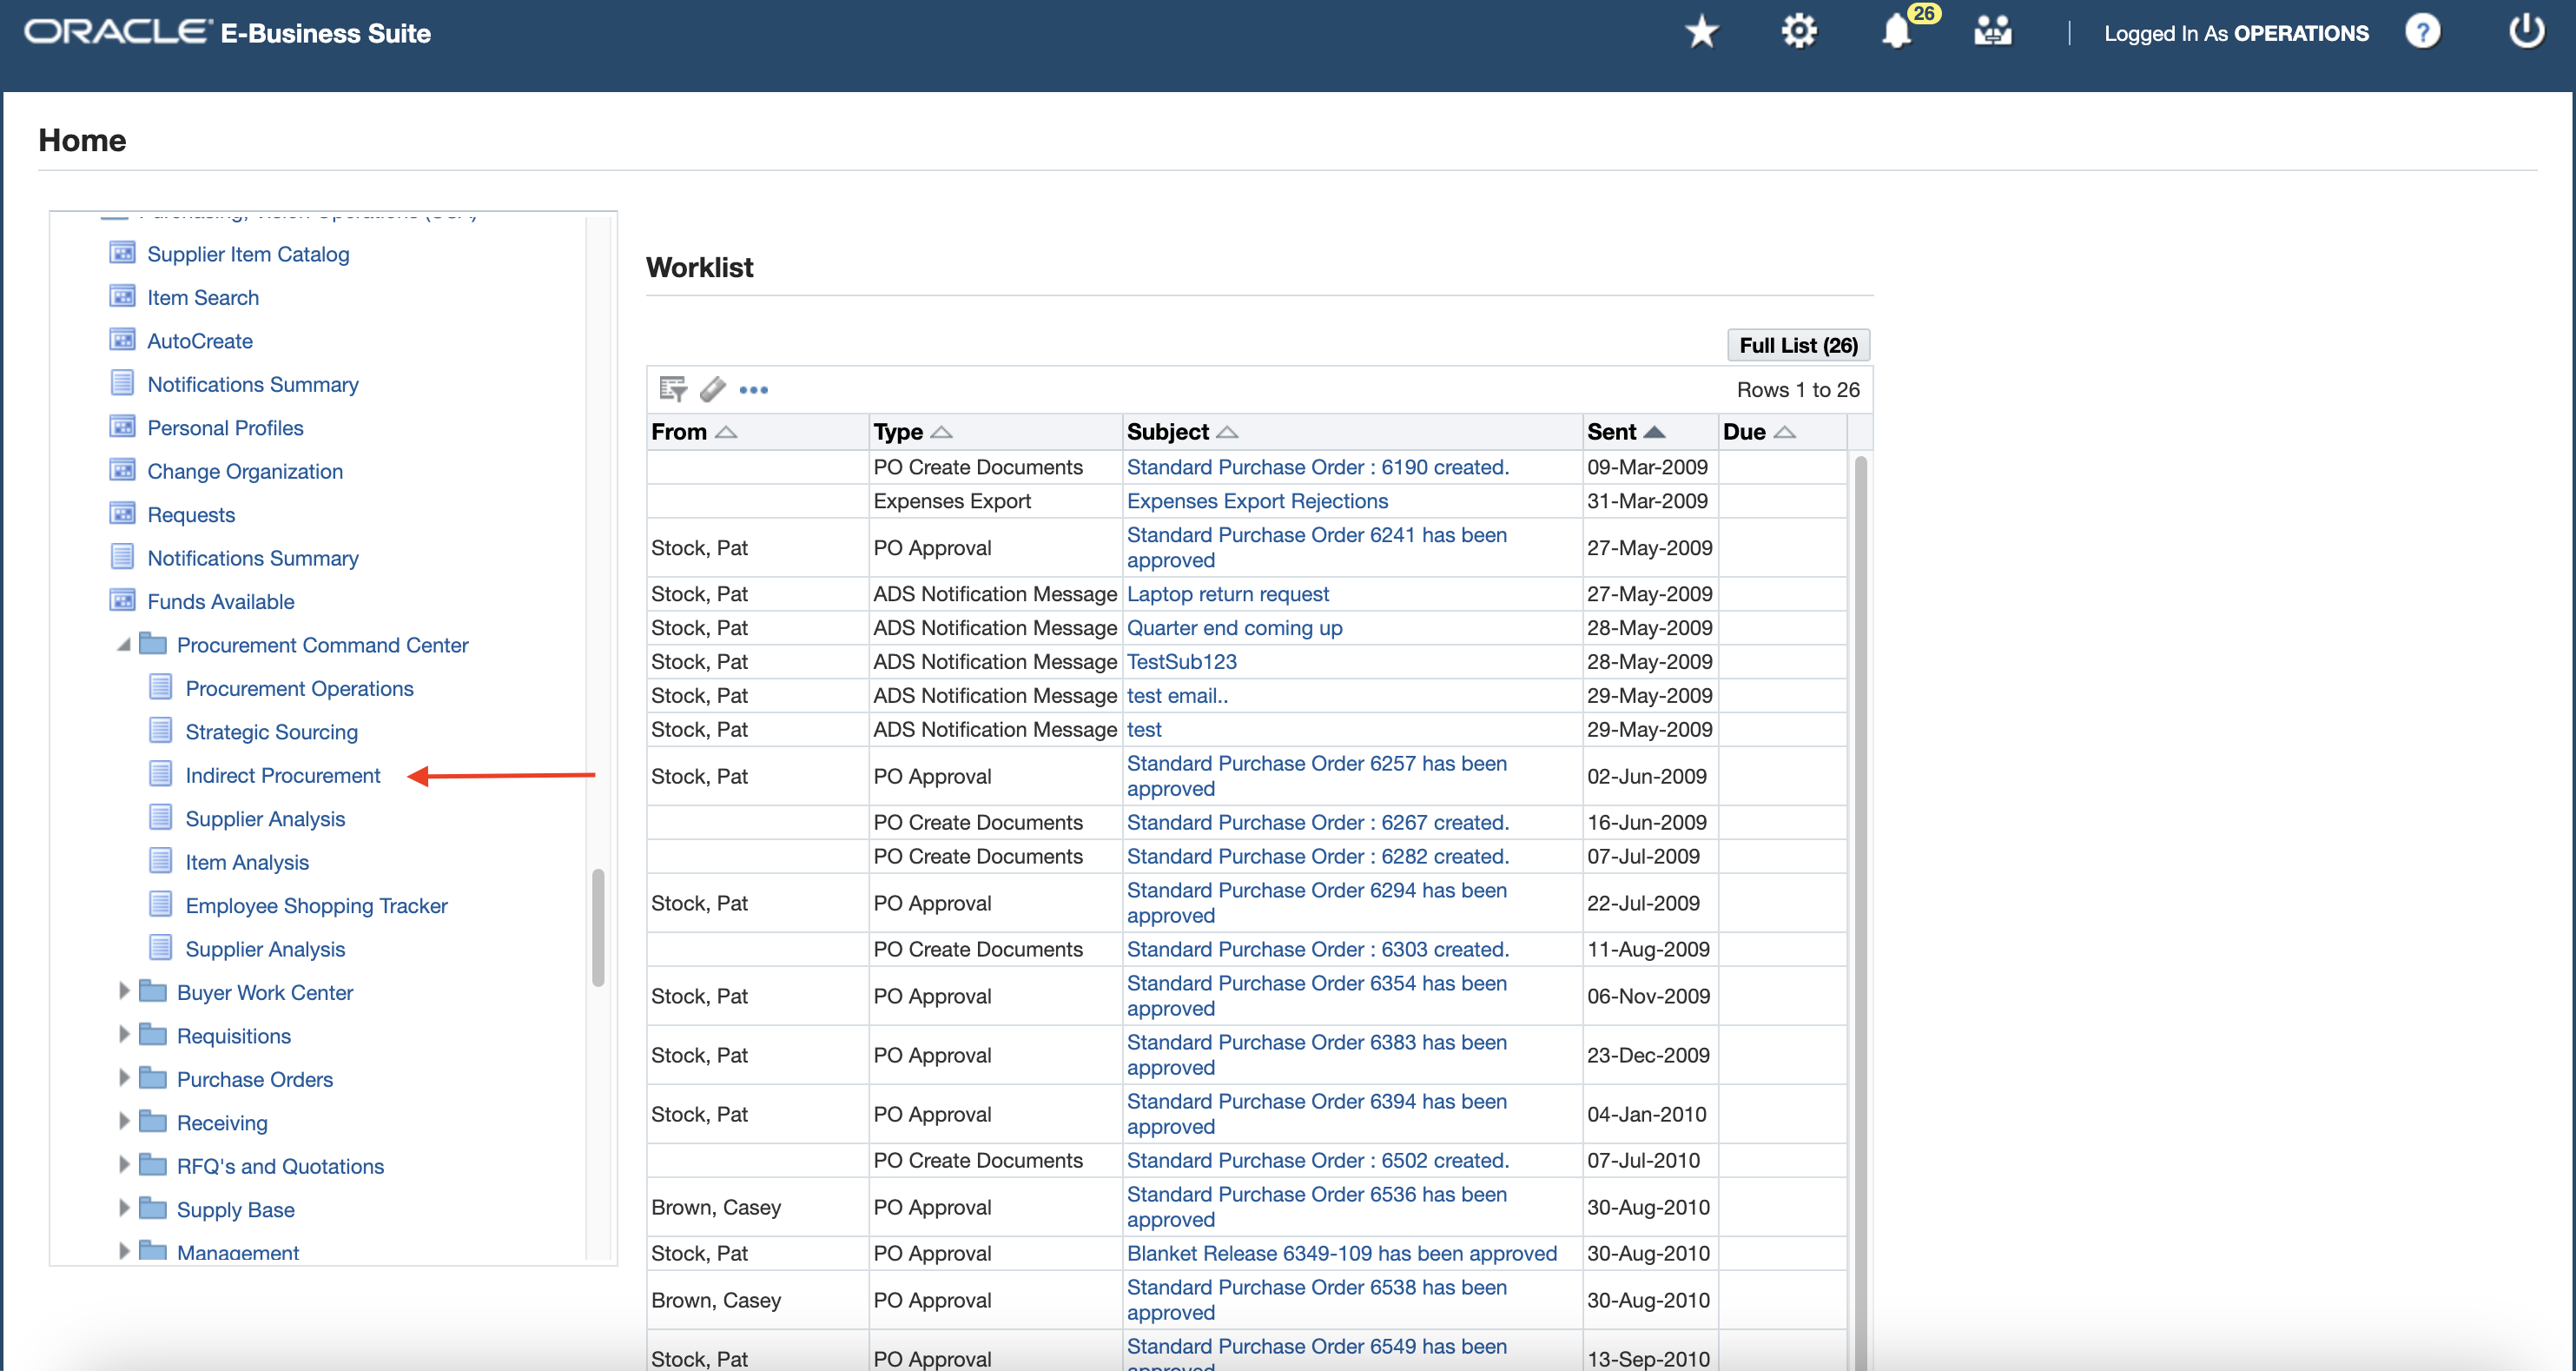 ORACLE E-Business Suite
26
Logged In As OPERATIONS
?
Home
Purchasing, Vision Operations (USA)
Supplier Item Catalog
Item Search
AutoCreate
Notifications Summary
Personal Profiles
Change Organization
Requests
Notifications Summary
Funds Available
Procurement Command Center
Procurement Operations
Strategic Sourcing
Indirect Procurement
Supplier Analysis
Item Analysis
Employee Shopping Tracker
Supplier Analysis
Buyer Work Center
Requisitions
Purchase Orders
Receiving
RFQ's and Quotations
Supply Base
Management
Worklist
Full List (26)
Rows 1 to 26
From Type Subject Sent Due
PO Create Documents Standard Purchase Order : 6190 created. 09-Mar-2009
Expenses Export Expenses Export Rejections 31-Mar-2009
Stock, Pat PO Approval Standard Purchase Order 6241 has been
approved 27-May-2009
Stock, Pat ADS Notification Message Laptop return request 27-May-2009
Stock, Pat ADS Notification Message Quarter end coming up 28-May-2009
Stock, Pat ADS Notification Message TestSub123 28-May-2009
Stock, Pat ADS Notification Message test email.. 29-May-2009
Stock, Pat ADS Notification Message test 29-May-2009
Stock, Pat PO Approval Standard Purchase Order 6257 has been
approved 02-Jun-2009
PO Create Documents Standard Purchase Order : 6267 created. 16-Jun-2009
PO Create Documents Standard Purchase Order : 6282 created. 07-Jul-2009
Stock, Pat PO Approval Standard Purchase Order 6294 has been
approved 22-Jul-2009
PO Create Documents Standard Purchase Order : 6303 created. 11-Aug-2009
Stock, Pat PO Approval Standard Purchase Order 6354 has been
approved 06-Nov-2009
Stock, Pat PO Approval Standard Purchase Order 6383 has been
approved 23-Dec-2009
Stock, Pat PO Approval Standard Purchase Order 6394 has been
approved 04-Jan-2010
PO Create Documents Standard Purchase Order : 6502 created. 07-Jul-2010
Brown, Casey PO Approval Standard Purchase Order 6536 has been
approved 30-Aug-2010
Stock, Pat PO Approval Blanket Release 6349-109 has been approved 30-Aug-2010
Brown, Casey PO Approval Standard Purchase Order 6538 has been
approved 30-Aug-2010
Stock, Pat PO Approval Standard Purchase Order 6549 has been
approved 13-Sep-2010